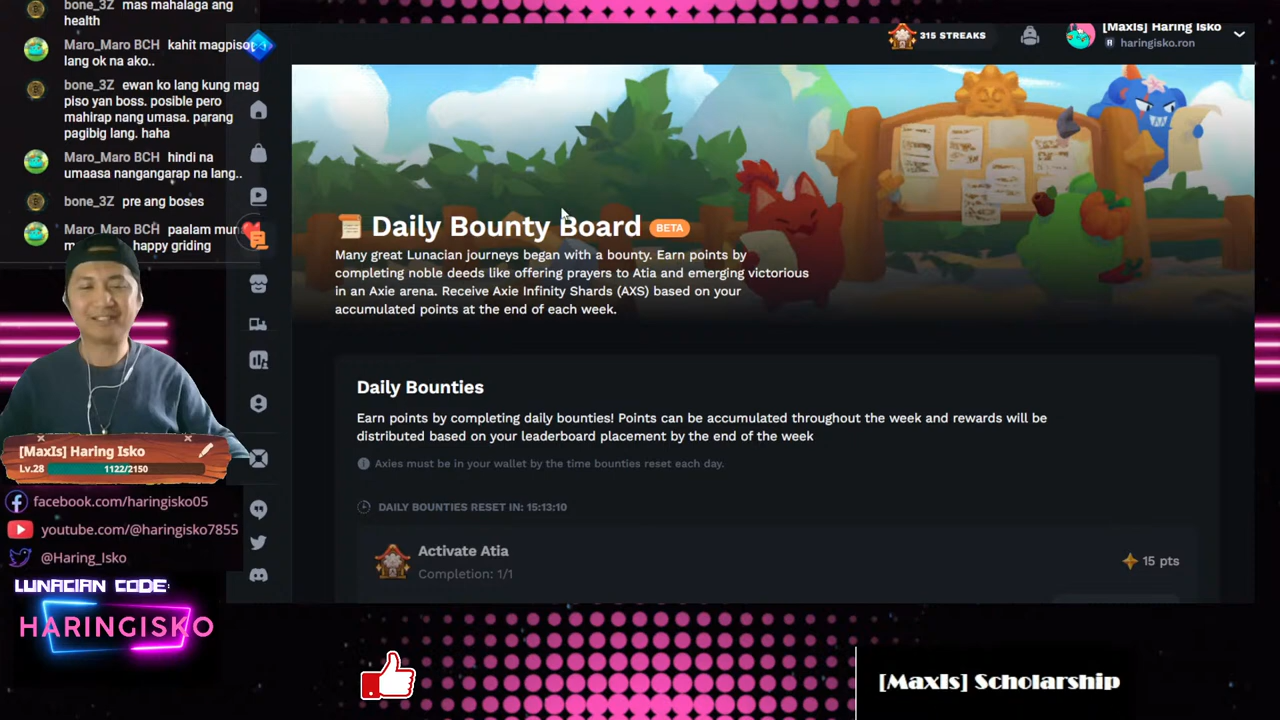 bone_3Z mas mahalaga ang
health
Maro_Maro BCH kahit magpisot
lang ok na ako..
bone_3Z ewan ko lang kung mag
piso yan boss. posible pero
mahirap nang umasa. parang
pagibig lang. haha
Maro_Maro BCH hindi na
umaasa nangangarap na lang..
bone_3Z pre ang boses
Maro_Maro BCH paalam mun
happy griding
[MaxIs] Haring Isko
Lv.28 1122/2150
facebook.com/haringisko05
youtube.com/@haringisko7855
@Haring_Isko
LUNACIAN CODE:
HARINGISKO
315 STREAKS
[MaxIs] Haring Isko
haringisko.ron
Daily Bounty Board BETA
Many great Lunacian journeys began with a bounty. Earn points by
completing noble deeds like offering prayers to Atia and emerging victorious
in an Axie arena. Receive Axie Infinity Shards (AXS) based on your
accumulated points at the end of each week.
Daily Bounties
Earn points by completing daily bounties! Points can be accumulated throughout the week and rewards will be
distributed based on your leaderboard placement by the end of the week
Axies must be in your wallet by the time bounties reset each day.
DAILY BOUNTIES RESET IN: 15:13:10
Activate Atia
Completion: 1/1
15 pts
[MaxIs] Scholarship